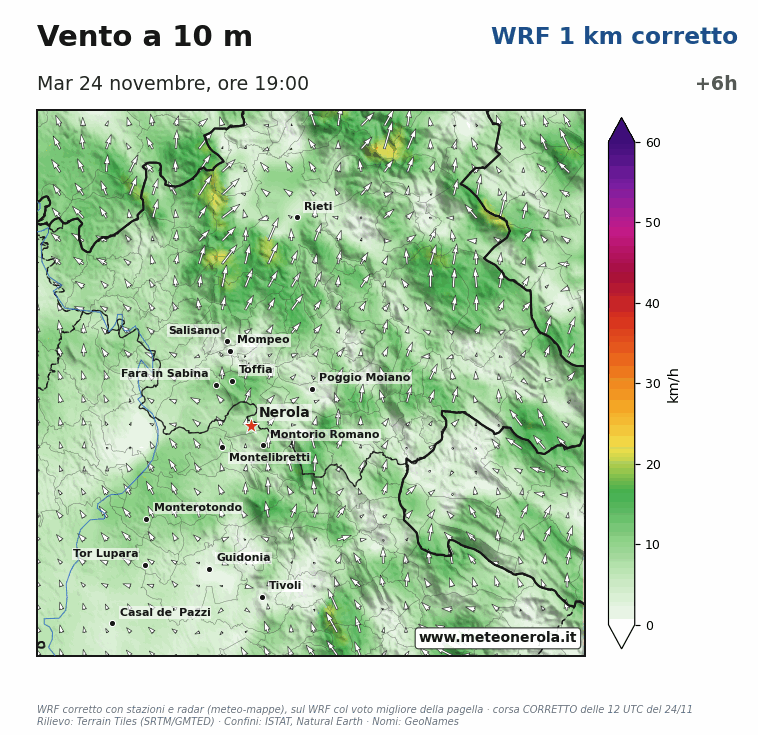 Vento a 10 m
WRF 1 km corretto
Mar 24 novembre, ore 19:00
+6h
Rieti
Salisano
Mompeo
Fara in Sabina
Toffia
Poggio Moiano
Nerola
Montorio Romano
Montelibretti
Monterotondo
Tor Lupara
Guidonia
Tivoli
Casal de' Pazzi
www.meteonerola.it
60
50
40
30
20
10
0
km/h
WRF corretto con stazioni e radar (meteo-mappe), sul WRF col voto migliore della pagella · corsa CORRETTO delle 12 UTC del 24/11
Rilievo: Terrain Tiles (SRTM/GMTED) · Confini: ISTAT, Natural Earth · Nomi: GeoNames